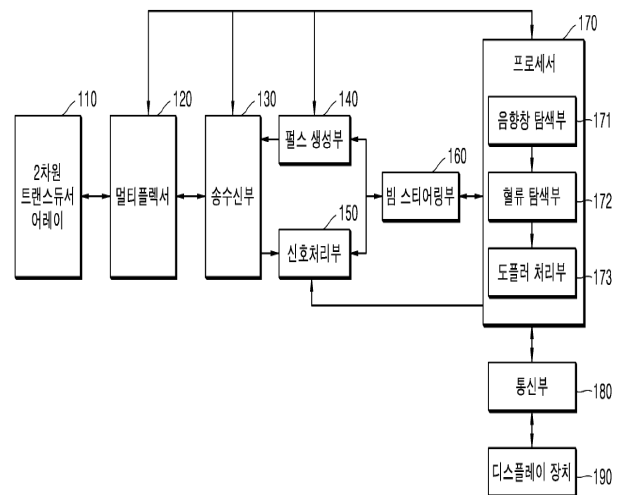 110
2차원
트랜스듀서
어레이
120
멀티플렉서
130
송수신부
140
펄스 생성부
150
신호처리부
160
빔 스티어링부
170
프로세서
음향창 탐색부
171
혈류 탐색부
172
도플러 처리부
173
통신부
180
디스플레이 장치
190